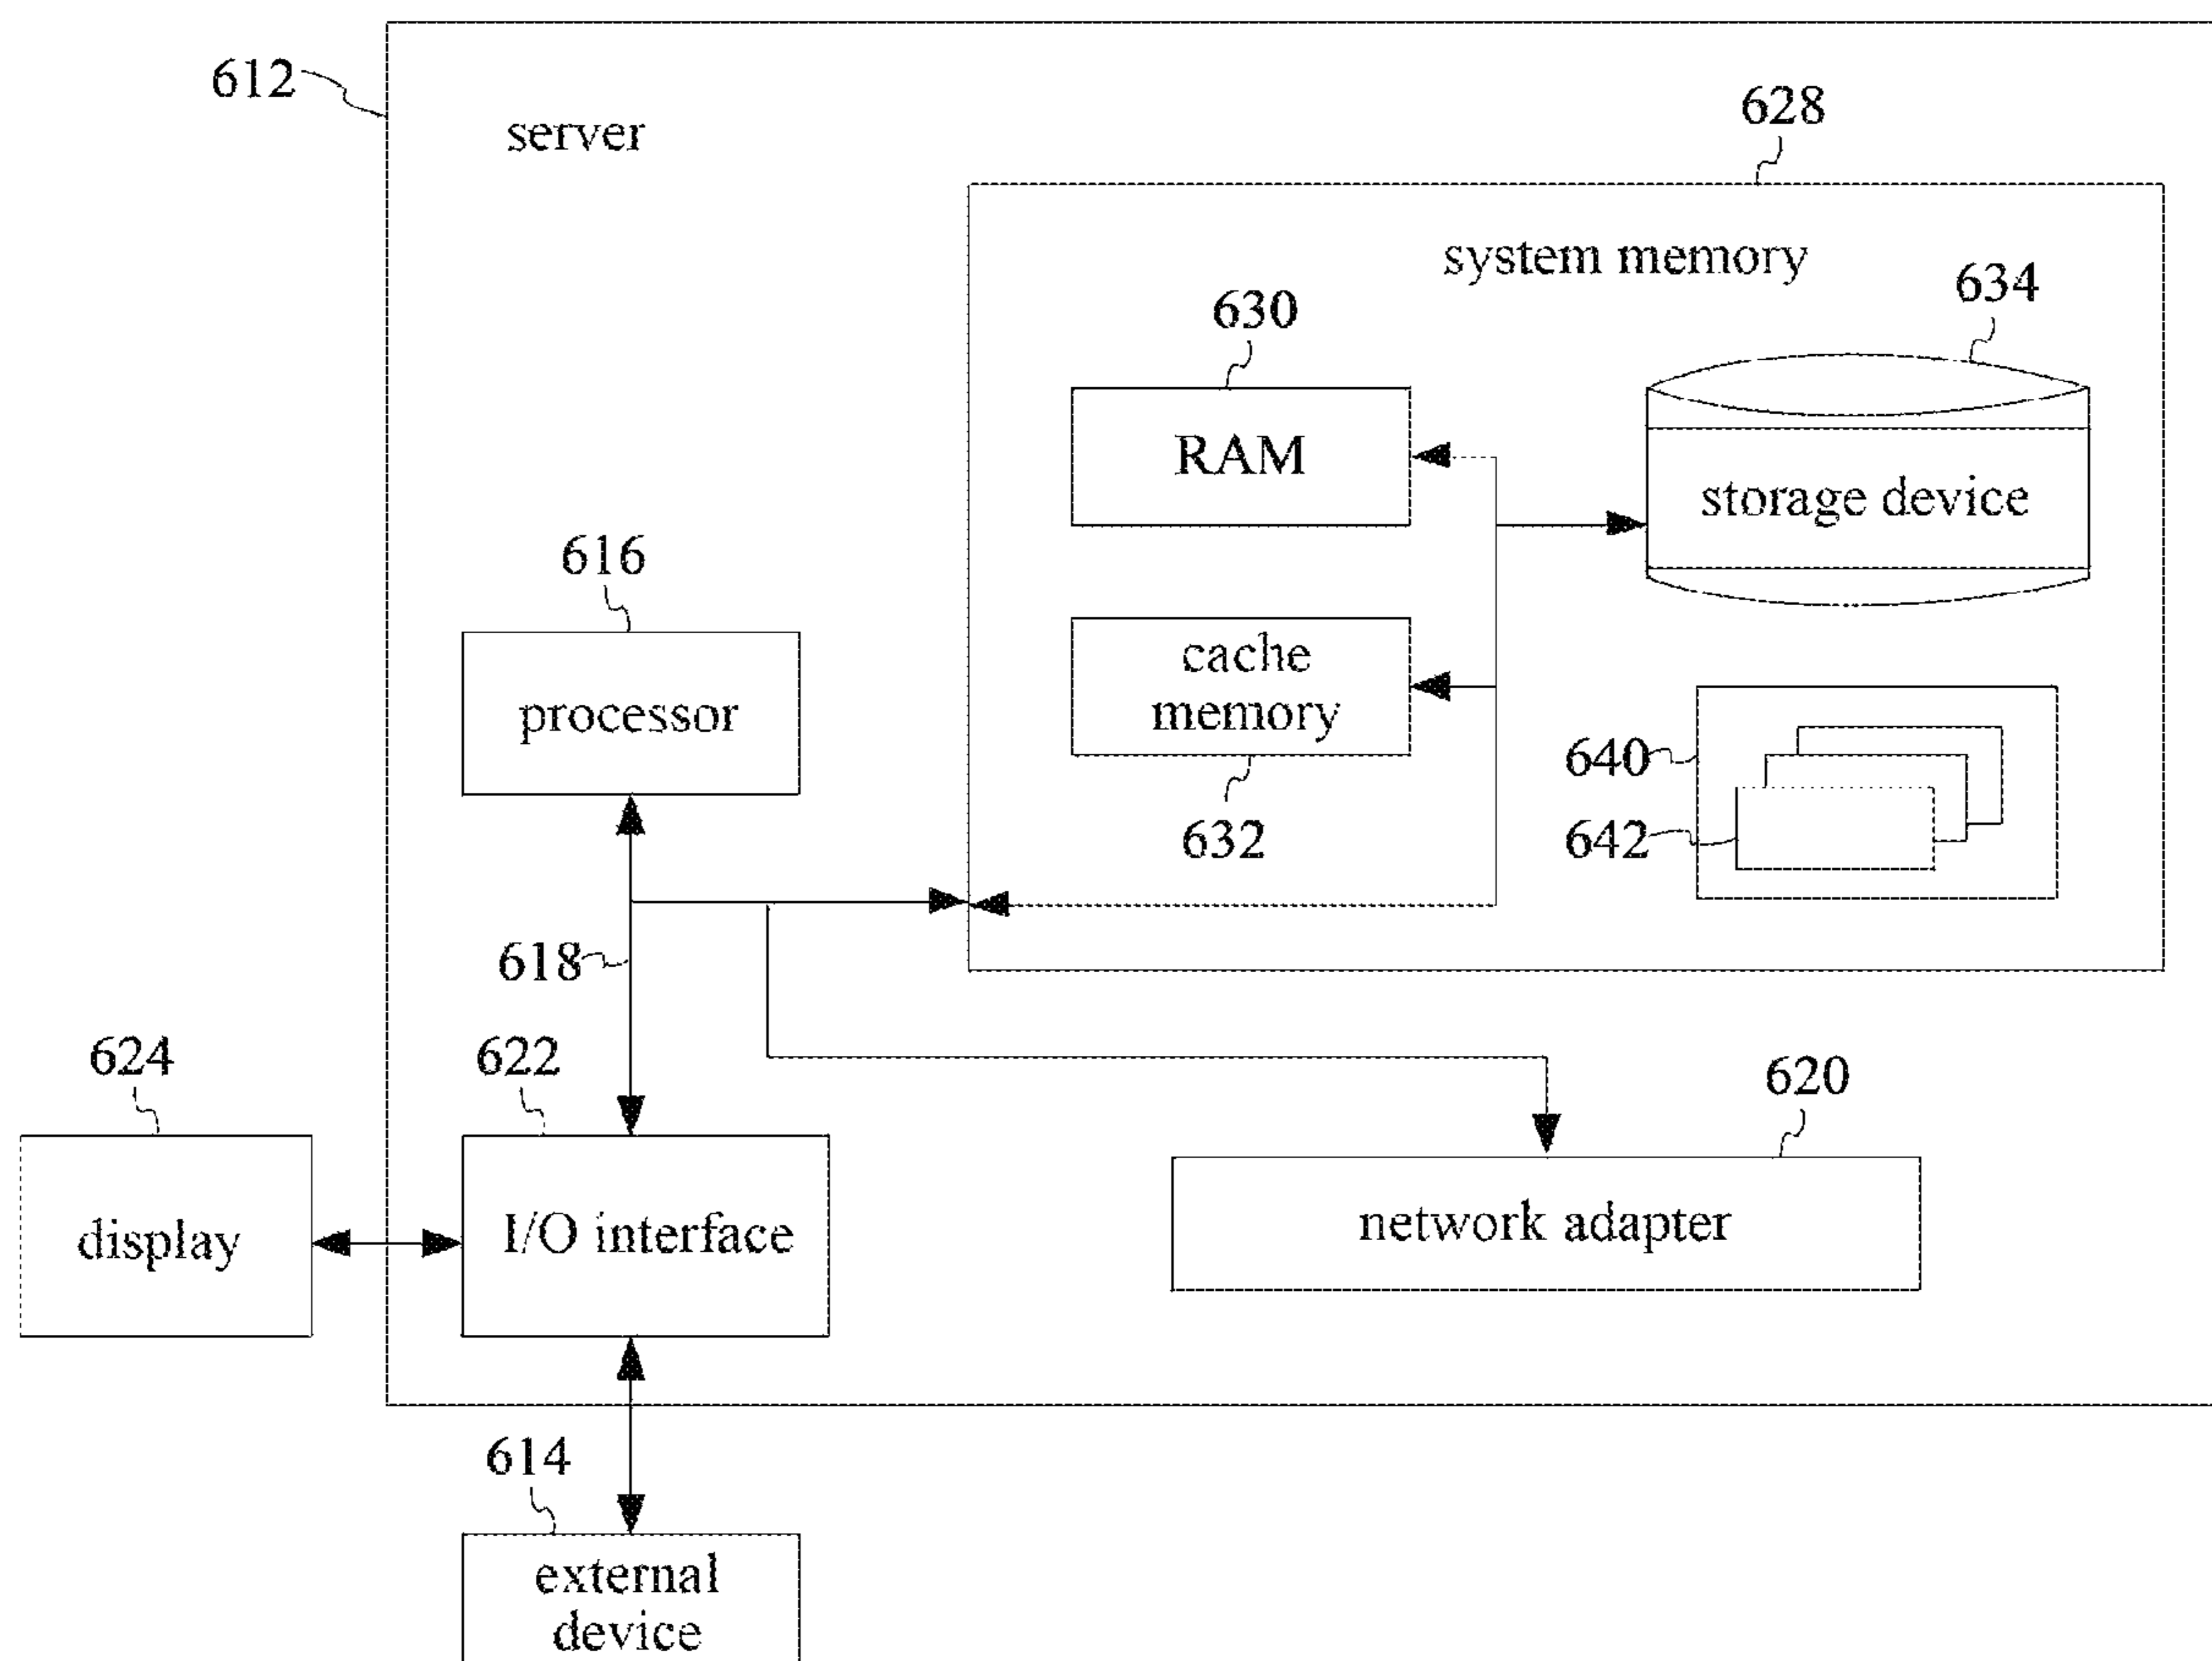 612
server
628
system memory
634
630
RAM
storage device
616
processor
cache
memory
632
640
642
618
624
622
620
display
I/O interface
network adapter
614
external
device